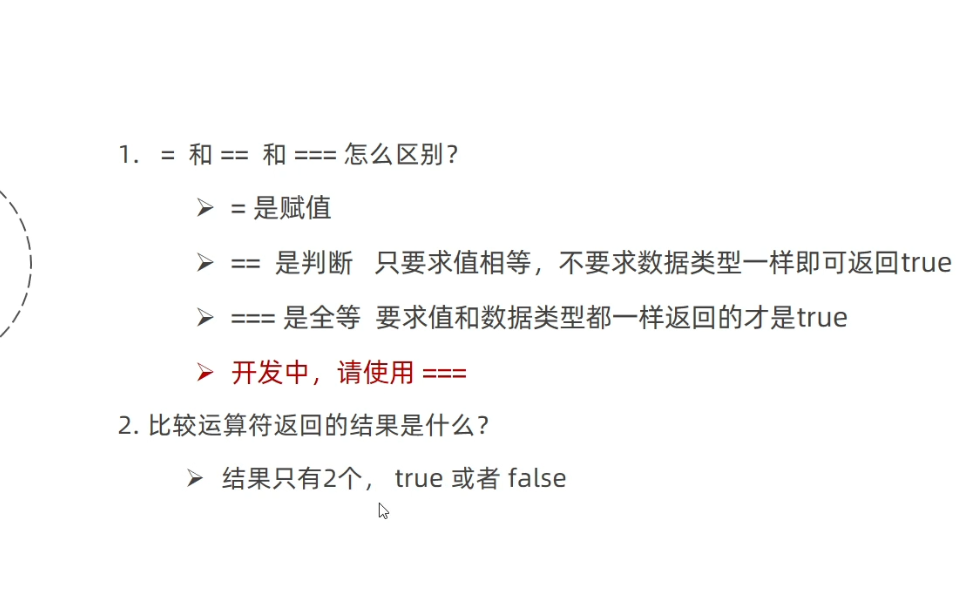 1. = 和 == 和 === 怎么区别？
➢ = 是赋值
➢ == 是判断 只要求值相等，不要求数据类型一样即可返回true
➢ === 是全等 要求值和数据类型都一样返回的才是true
➢ 开发中，请使用 ===
2. 比较运算符返回的结果是什么？
➢ 结果只有2个， true 或者 false